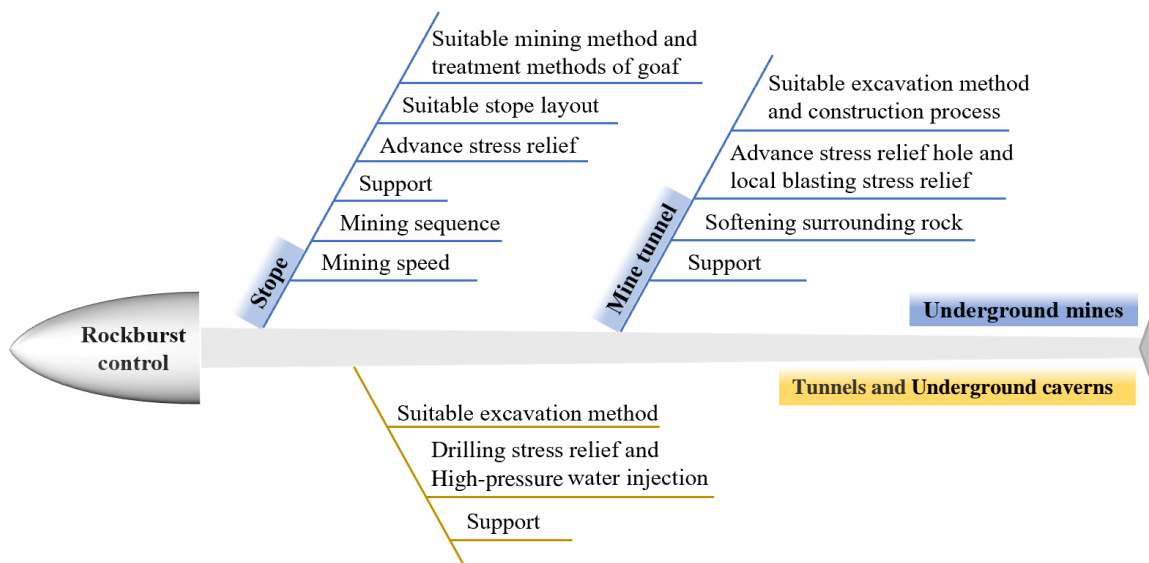 Suitable mining method and
treatment methods of goaf
Suitable stope layout
Advance stress relief
Support
Mining sequence
Mining speed
Stope
Suitable excavation method
and construction process
Advance stress relief hole and
local blasting stress relief
Softening surrounding rock
Support
Mine tunnel
Underground mines
Rockburst
control
Tunnels and Underground caverns
Suitable excavation method
Drilling stress relief and
High-pressure water injection
Support